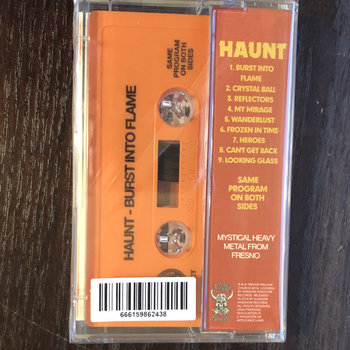 HAUNT - BURST INTO FLAME
SAME
PROGRAM
ON BOTH
SIDES
666159862438
HAUNT
1. BURST INTO
FLAME
2. CRYSTAL BALL
3. REFLECTORS
4. MY MIRAGE
5. WANDERLUST
6. FROZEN IN TIME
7. HEROES
8. CAN'T GET BACK
9. LOOKING GLASS
SAME
PROGRAM
ON BOTH
SIDES
MYSTICAL HEAVY
METAL FROM
FRESNO